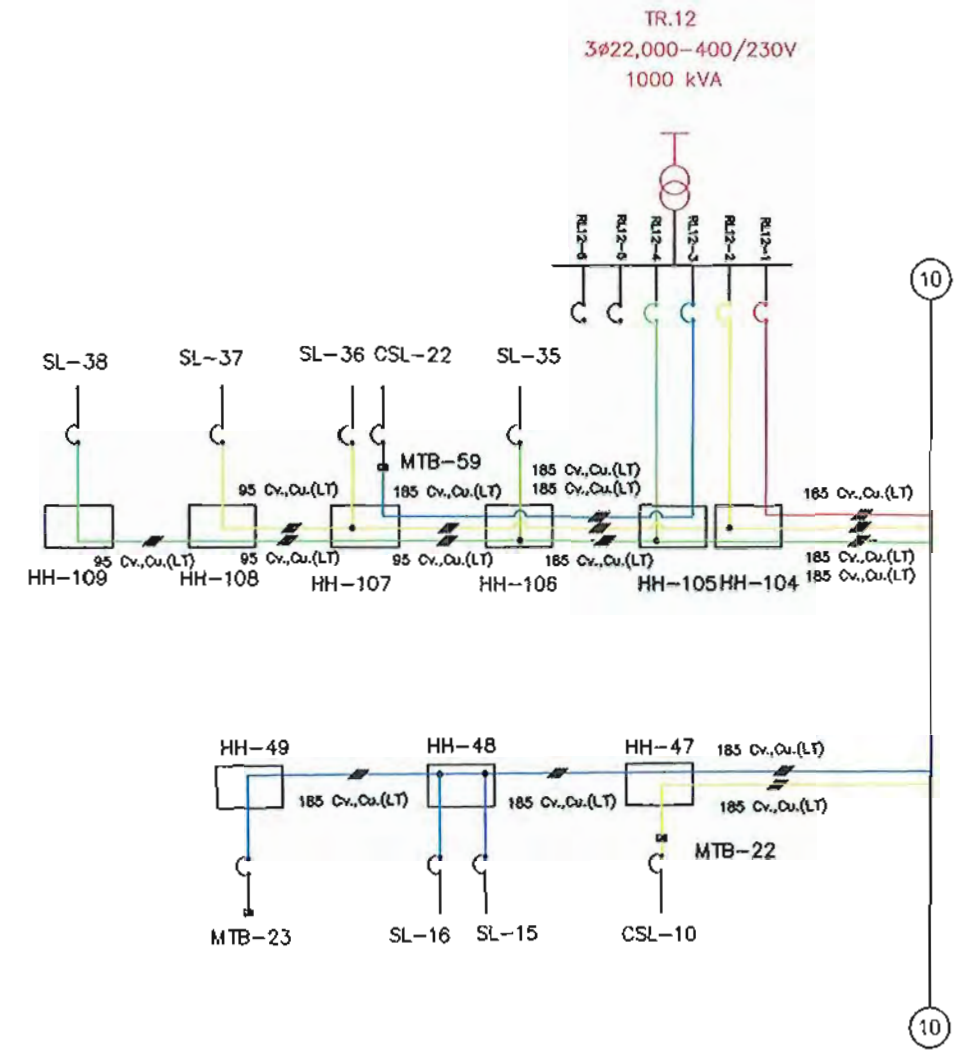 TR.12
3ø22,000-400/230V
1000 kVA
RL12-6
RL12-5
RL12-4
RL12-3
RL12-2
RL12-1
10
SL-38
SL-37
SL-36
CSL-22
SL-35
MTB-59
185 Cv.,Cu.(LT)
95 Cv.,Cu.(LT)
185 Cv.,Cu.(LT)
185 Cv.,Cu.(LT)
185 Cv.,Cu.(LT)
95 Cv.,Cu.(LT)
95 Cv.,Cu.(LT)
95 Cv.,Cu.(LT)
185 Cv.,Cu.(LT)
185 Cv.,Cu.(LT)
185 Cv.,Cu.(LT)
HH-109
HH-108
HH-107
HH-106
HH-105
HH-104
HH-49
HH-48
HH-47
185 Cv.,Cu.(LT)
185 Cv.,Cu.(LT)
185 Cv.,Cu.(LT)
185 Cv.,Cu.(LT)
MTB-22
MTB-23
SL-16
SL-15
CSL-10
10